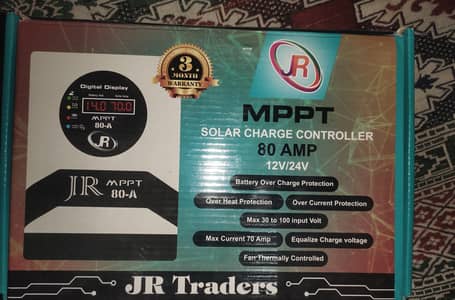 3
MONTH
WARRANTY
JR
Digital Display
14.0 70.0
MPPT
80-A
JR
JR MPPT
80-A
MPPT
SOLAR CHARGE CONTROLLER
80 AMP
12V/24V
Battery Over Charge Protection
Over Heat Protection
Over Current Protection
Max 30 to 100 input Volt
Max Current 70 Amp
Equalize Charge voltage
Fan Thermally Controlled
JR Traders